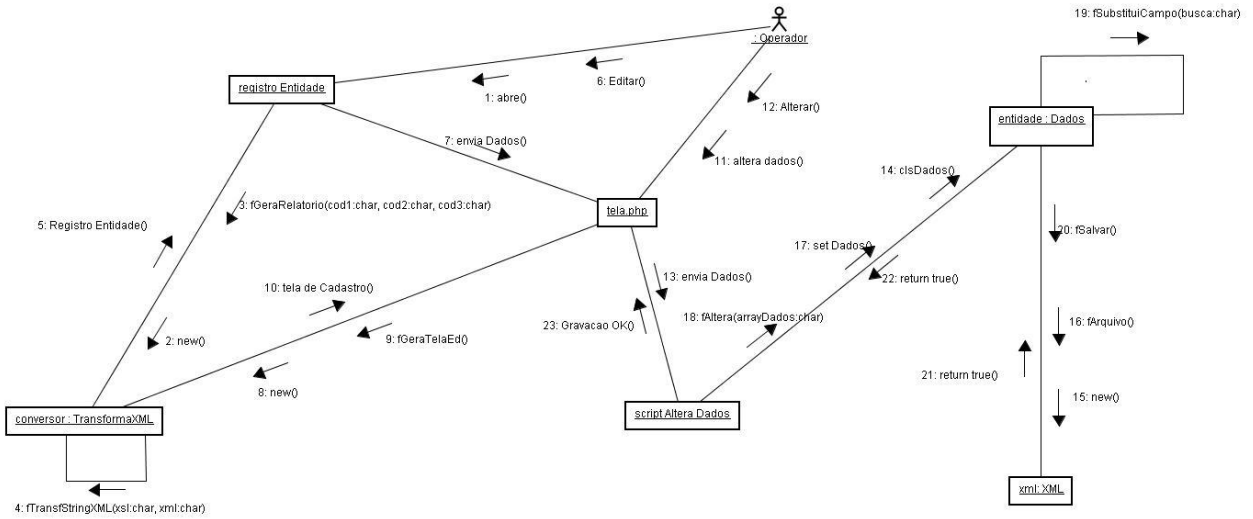 19: fSubstituiCampo(busca:char)
: Operador
6: Editar()
registro Entidade
1: abre()
12: Alterar()
entidade : Dados
7: envia Dados()
11: altera dados()
14: clsDados()
3: fGeraRelatorio(cod1:char, cod2:char, cod3:char)
tela.php
5: Registro Entidade()
20: fSalvar()
17: set Dados()
13: envia Dados()
22: return true()
10: tela de Cadastro()
18: fAltera(arrayDados:char)
23: Gravacao OK()
16: fArquivo()
2: new()
9: fGeraTelaEd()
21: return true()
8: new()
15: new()
conversor : TransformaXML
script Altera Dados
xml: XML
4: fTransfStringXML(xsl:char, xml:char)